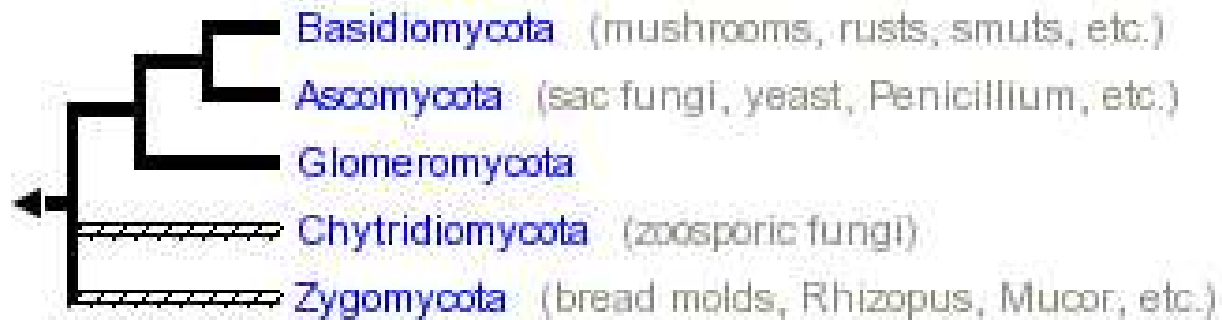 Basidiomycota (mushrooms, rusts, smuts, etc.)
Ascomycota (sac fungi, yeast, Penicillium, etc.)
Glomeromycota
Chytridiomycota (zoosporic fungi)
Zygomycota (bread molds, Rhizopus, Mucor, etc.)